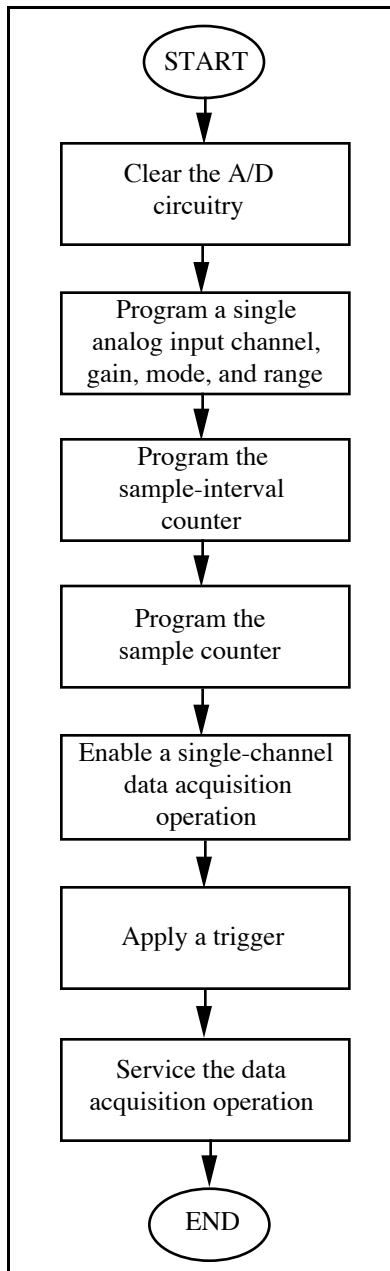 START
Clear the A/D
circuitry
Program a single
analog input channel,
gain, mode, and range
Program the
sample-interval
counter
Program the
sample counter
Enable a single-channel
data acquisition
operation
Apply a trigger
Service the data
acquisition operation
END